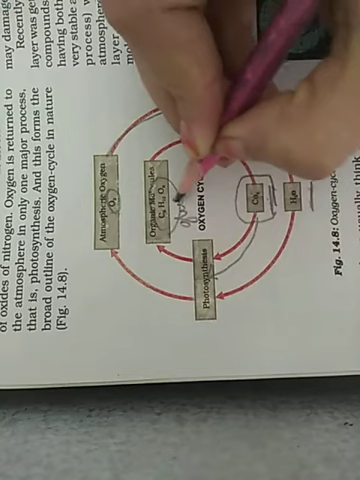 may damag
Recently
layer was get
compounds
having both
very stable a
process) v
atmosphe
layer,
of oxides of nitrogen. Oxygen is returned to
the atmosphere in only one major process,
that is, photosynthesis. And this forms the
broad outline of the oxygen-cycle in nature
(Fig. 14.8).
Atmospheric Oxygen
O₂
Organic Molecules
OXYGEN CY
Photosynthesis
CO₂
H₂O
Fig. 14.8: Oxygen-cyc
think